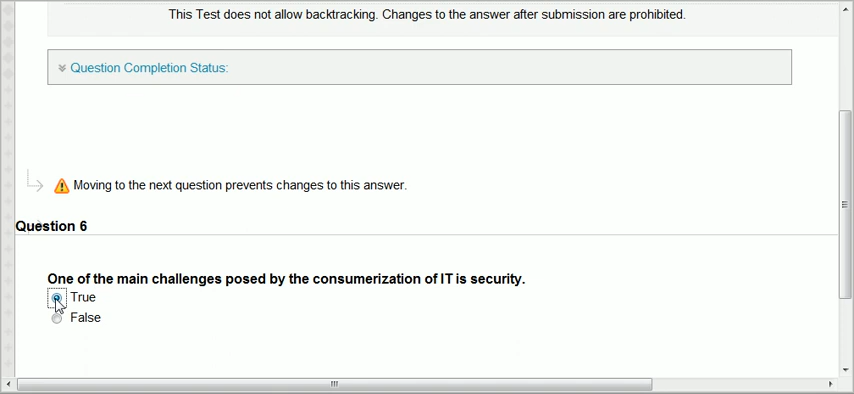 This Test does not allow backtracking. Changes to the answer after submission are prohibited.
Question Completion Status:
Moving to the next question prevents changes to this answer.
Question 6
One of the main challenges posed by the consumerization of IT is security.
True
False